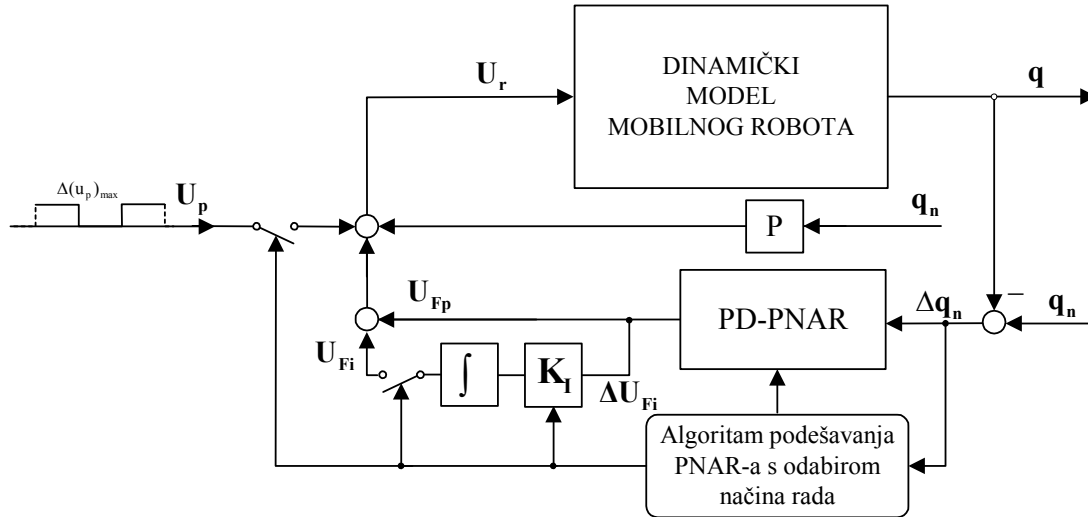 DINAMIČKI
MODEL
MOBILNOG ROBOTA
U_r
q
Δ(u_p)_max
U_p
q_n
P
U_Fp
PD-PNAR
Δq_n
–
q_n
U_Fi
∫
K_I
ΔU_Fi
Algoritam podešavanja
PNAR-a s odabirom
načina rada